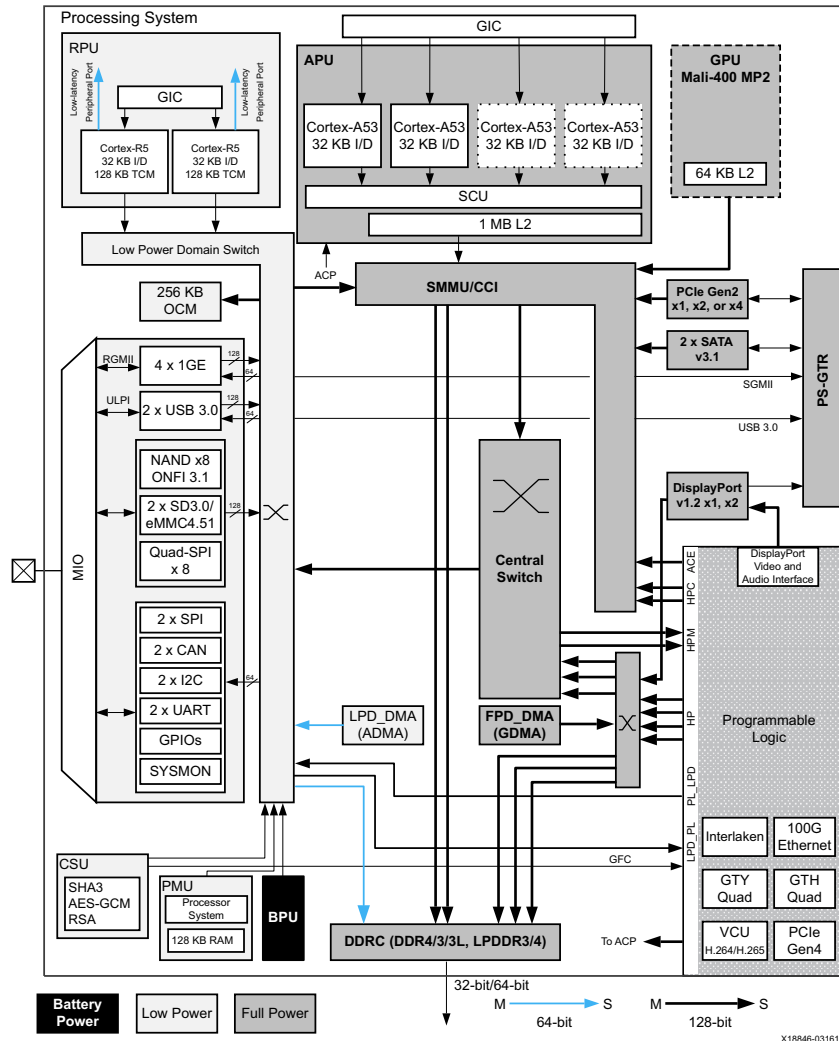 Processing System
RPU
Low-latency
Peripheral Port
Low-latency
Peripheral Port
GIC
Cortex-R5
32 KB I/D
128 KB TCM
Cortex-R5
32 KB I/D
128 KB TCM
GIC
APU
Cortex-A53
32 KB I/D
Cortex-A53
32 KB I/D
Cortex-A53
32 KB I/D
Cortex-A53
32 KB I/D
SCU
1 MB L2
GPU
Mali-400 MP2
64 KB L2
Low Power Domain Switch
ACP
256 KB
OCM
SMMU/CCI
PCIe Gen2
x1, x2, or x4
2 x SATA
v3.1
PS-GTR
SGMII
USB 3.0
RGMII
4 x 1GE
128
64
ULPI
2 x USB 3.0
128
64
NAND x8
ONFI 3.1
2 x SD3.0/
eMMC4.51
128
Quad-SPI
x 8
MIO
2 x SPI
2 x CAN
2 x I2C
64
2 x UART
GPIOs
SYSMON
Central
Switch
DisplayPort
v1.2 x1, x2
DisplayPort
Video and
Audio Interface
ACE
HPC
HPM
HP
PL_LPD
LPD_PL
LPD_DMA
(ADMA)
FPD_DMA
(GDMA)
Programmable
Logic
Interlaken
100G
Ethernet
GTY
Quad
GTH
Quad
VCU
H.264/H.265
PCIe
Gen4
GFC
To ACP
CSU
SHA3
AES-GCM
RSA
PMU
Processor
System
128 KB RAM
BPU
DDRC (DDR4/3/3L, LPDDR3/4)
32-bit/64-bit
Battery
Power
Low Power
Full Power
M
S
64-bit
M
S
128-bit
X18846-03161